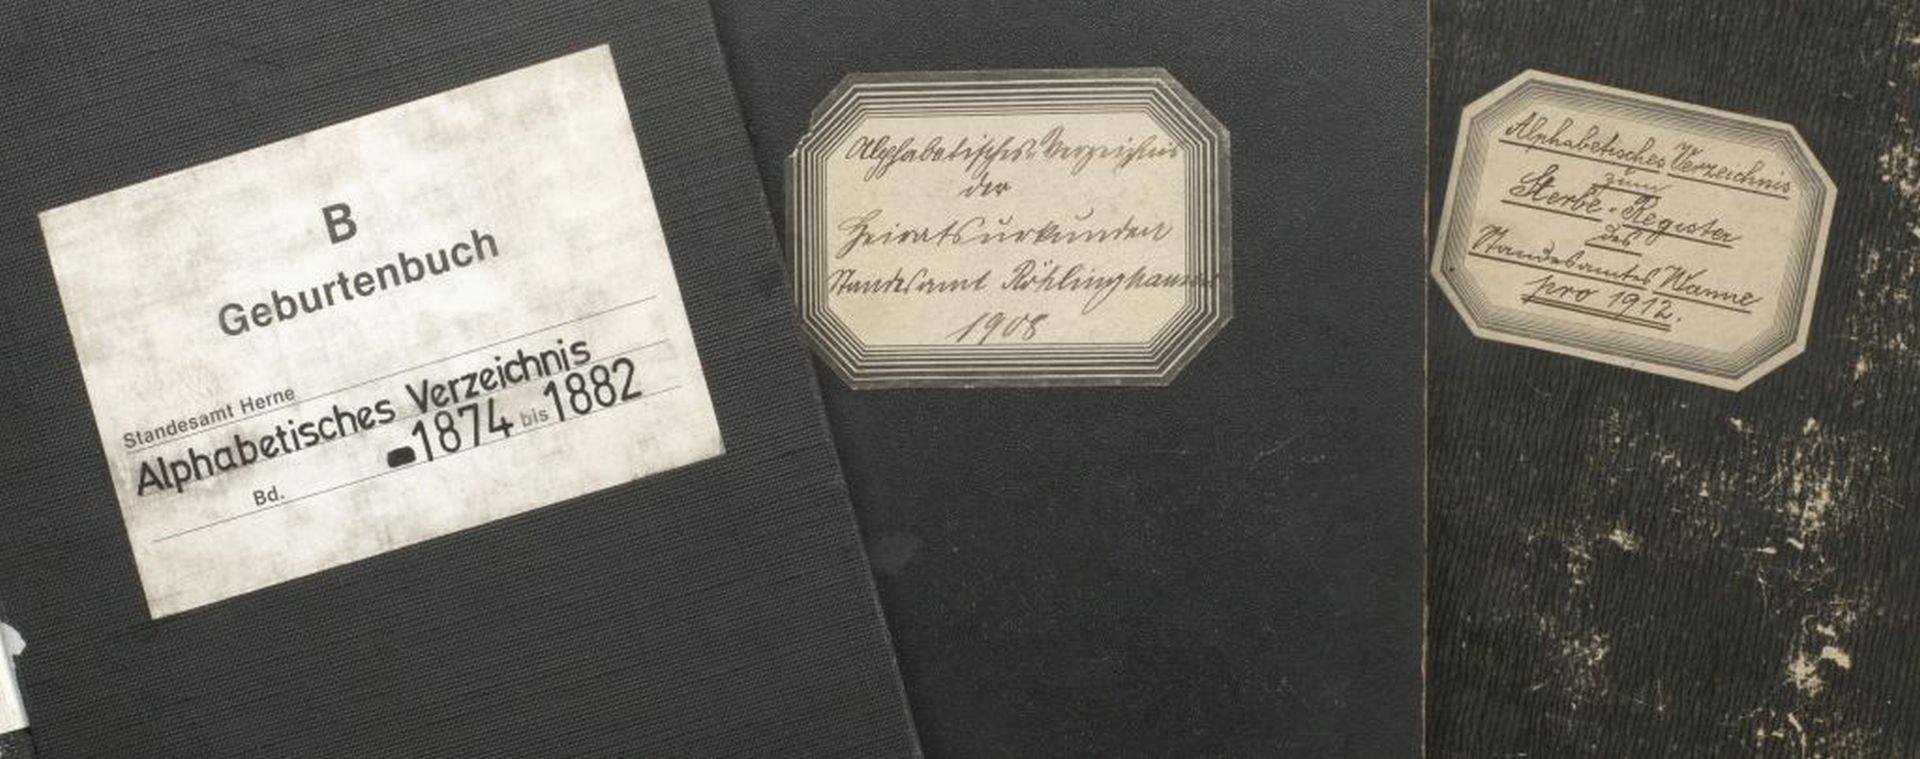 B
Geburtenbuch
Standesamt Herne
Alphabetisches Verzeichnis
1874 bis 1882
Bd.
Alphabetisches Verzeichnis
der
Heiratsurkunden
Standesamt Röhlinghausen
1908
Alphabetisches Verzeichnis
zum
Sterbe-Register
des
Standesamtes Wanne
pro 1912.